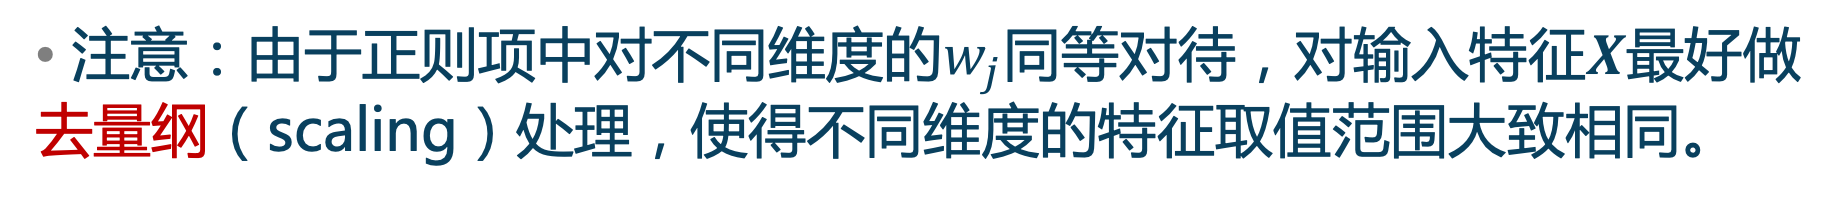 • 注意：由于正则项中对不同维度的wⱼ同等对待，对输入特征X最好做
去量纲（scaling）处理，使得不同维度的特征取值范围大致相同。